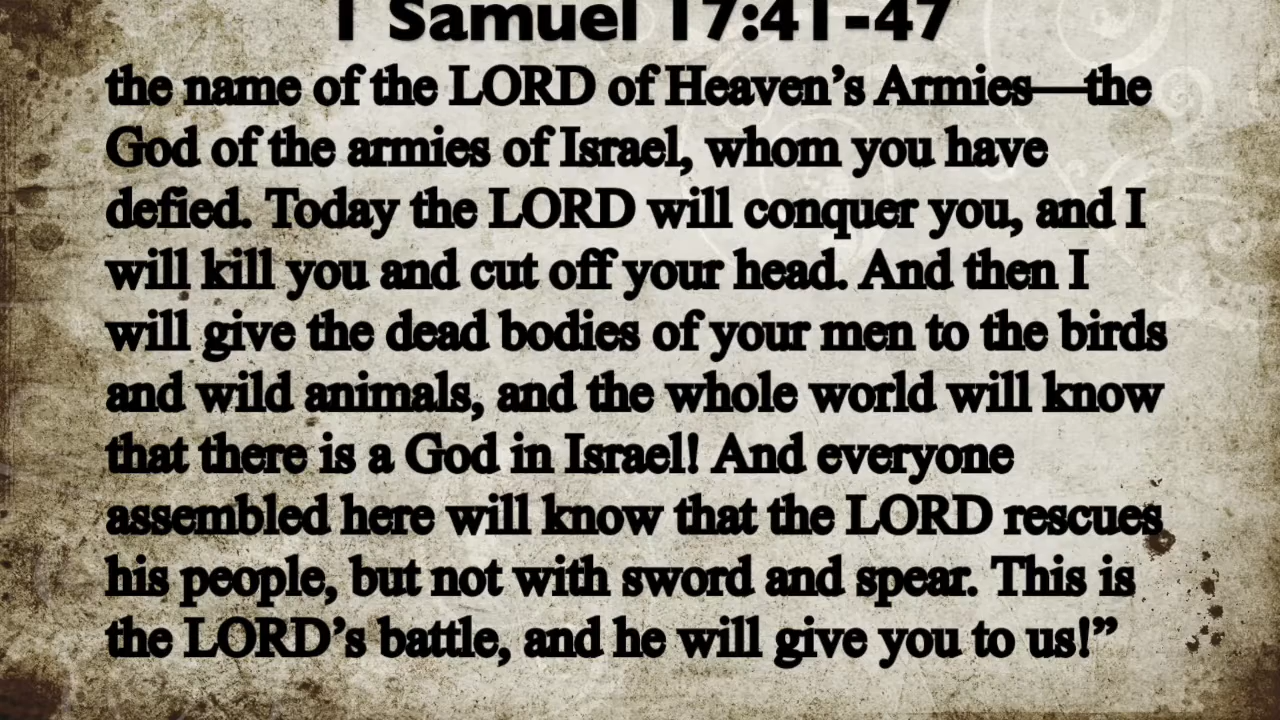 1 Samuel 17:41-47
the name of the LORD of Heaven’s Armies—the
God of the armies of Israel, whom you have
defied. Today the LORD will conquer you, and I
will kill you and cut off your head. And then I
will give the dead bodies of your men to the birds
and wild animals, and the whole world will know
that there is a God in Israel! And everyone
assembled here will know that the LORD rescues
his people, but not with sword and spear. This is
the LORD’s battle, and he will give you to us!”